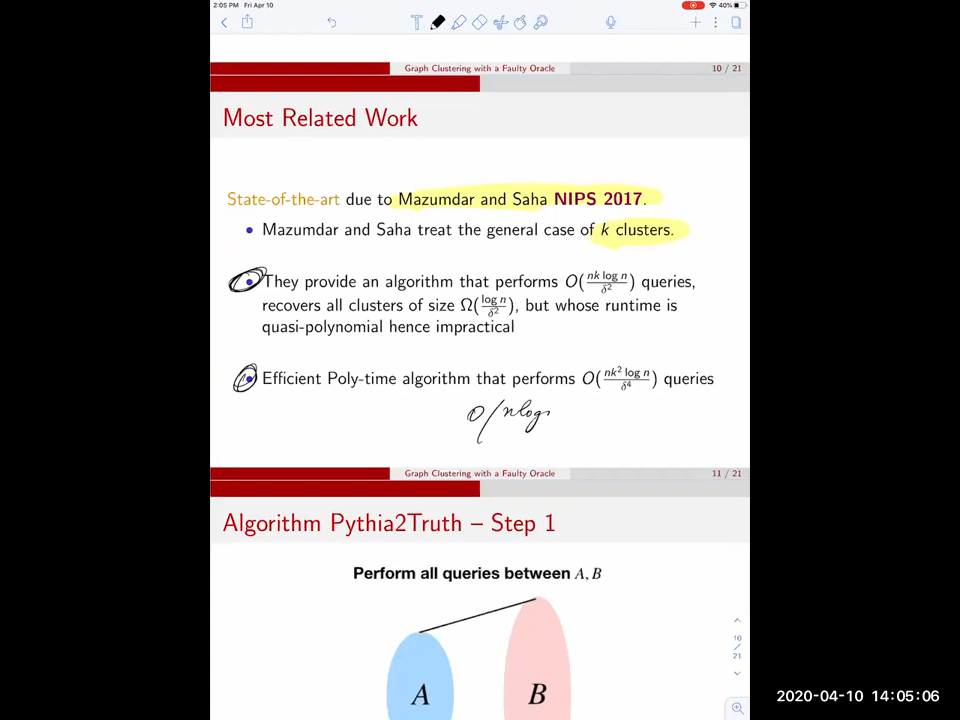 2:05 PM Fri Apr 10
40%
T
Graph Clustering with a Faulty Oracle 10 / 21
Most Related Work
State-of-the-art due to Mazumdar and Saha NIPS 2017.
• Mazumdar and Saha treat the general case of k clusters.
• They provide an algorithm that performs O(nk log n / δ²) queries,
recovers all clusters of size Ω(log n / δ²), but whose runtime is
quasi-polynomial hence impractical
• Efficient Poly-time algorithm that performs O(nk² log n / δ⁴) queries
O(nlog
Graph Clustering with a Faulty Oracle 11 / 21
Algorithm Pythia2Truth – Step 1
Perform all queries between A, B
A B
10
/
21
2020-04-10 14:05:06